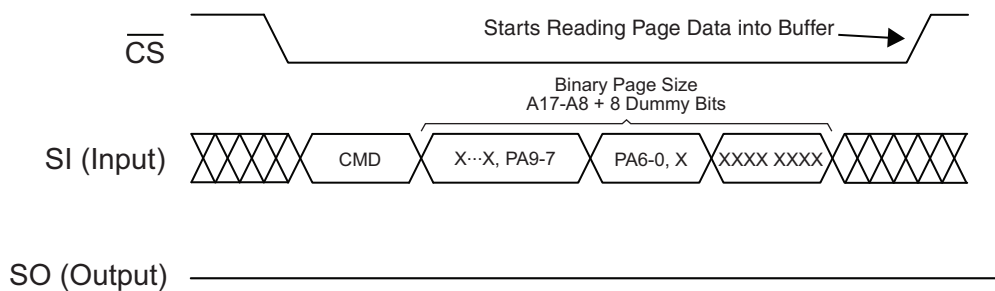 Starts Reading Page Data into Buffer
CS
Binary Page Size
A17-A8 + 8 Dummy Bits
SI (Input)
CMD
X···X, PA9-7
PA6-0, X
XXXX XXXX
SO (Output)